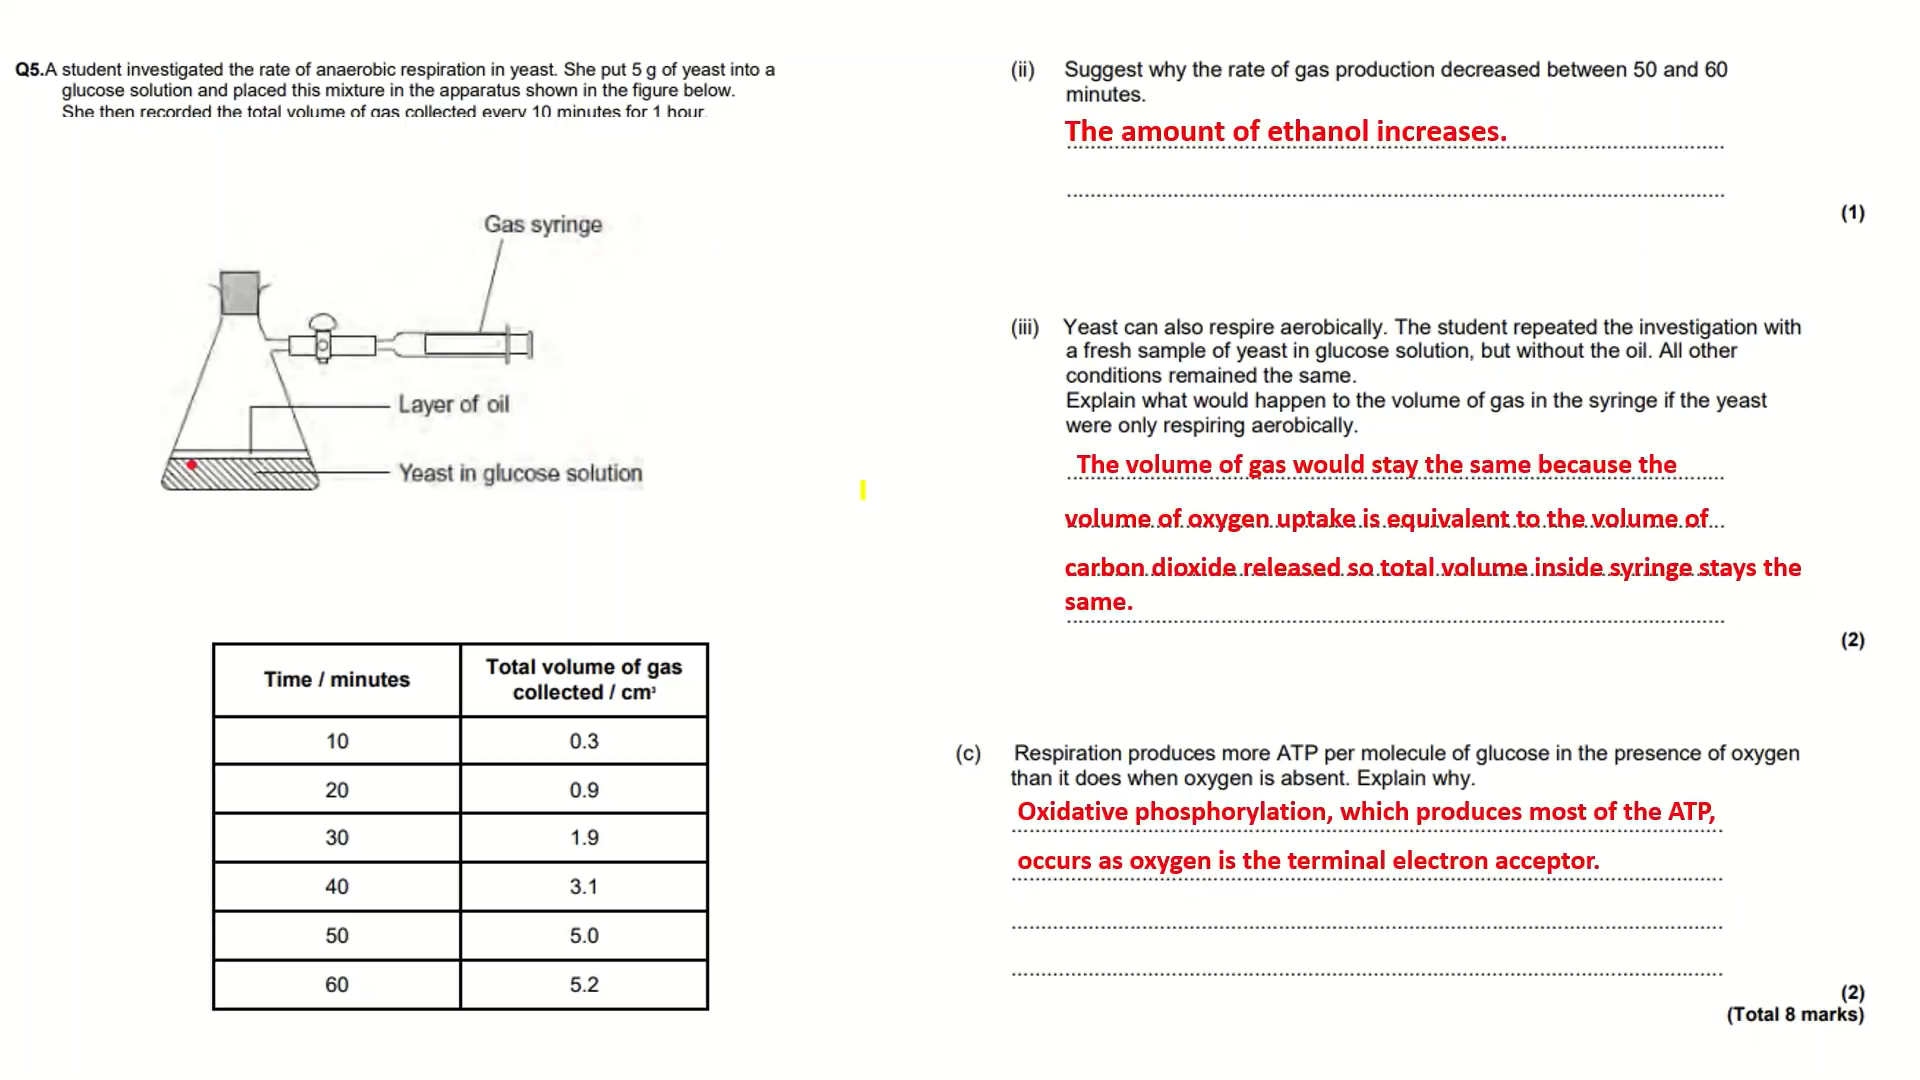 Q5.A student investigated the rate of anaerobic respiration in yeast. She put 5 g of yeast into a
glucose solution and placed this mixture in the apparatus shown in the figure below.
She then recorded the total volume of gas collected every 10 minutes for 1 hour.
Gas syringe
Layer of oil
Yeast in glucose solution
Time / minutes
Total volume of gas
collected / cm³
10 0.3
20 0.9
30 1.9
40 3.1
50 5.0
60 5.2
(ii) Suggest why the rate of gas production decreased between 50 and 60
minutes.
The amount of ethanol increases.
(1)
(iii) Yeast can also respire aerobically. The student repeated the investigation with
a fresh sample of yeast in glucose solution, but without the oil. All other
conditions remained the same.
Explain what would happen to the volume of gas in the syringe if the yeast
were only respiring aerobically.
The volume of gas would stay the same because the
volume of oxygen uptake is equivalent to the volume of
carbon dioxide released so total volume inside syringe stays the
same.
(2)
(c) Respiration produces more ATP per molecule of glucose in the presence of oxygen
than it does when oxygen is absent. Explain why.
Oxidative phosphorylation, which produces most of the ATP,
occurs as oxygen is the terminal electron acceptor.
(2)
(Total 8 marks)